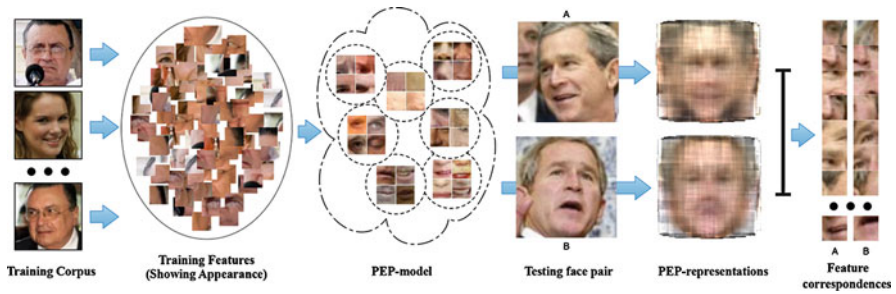 A
B
Training Corpus
Training Features
(Showing Appearance)
PEP-model
Testing face pair
PEP-representations
A B
Feature
correspondences